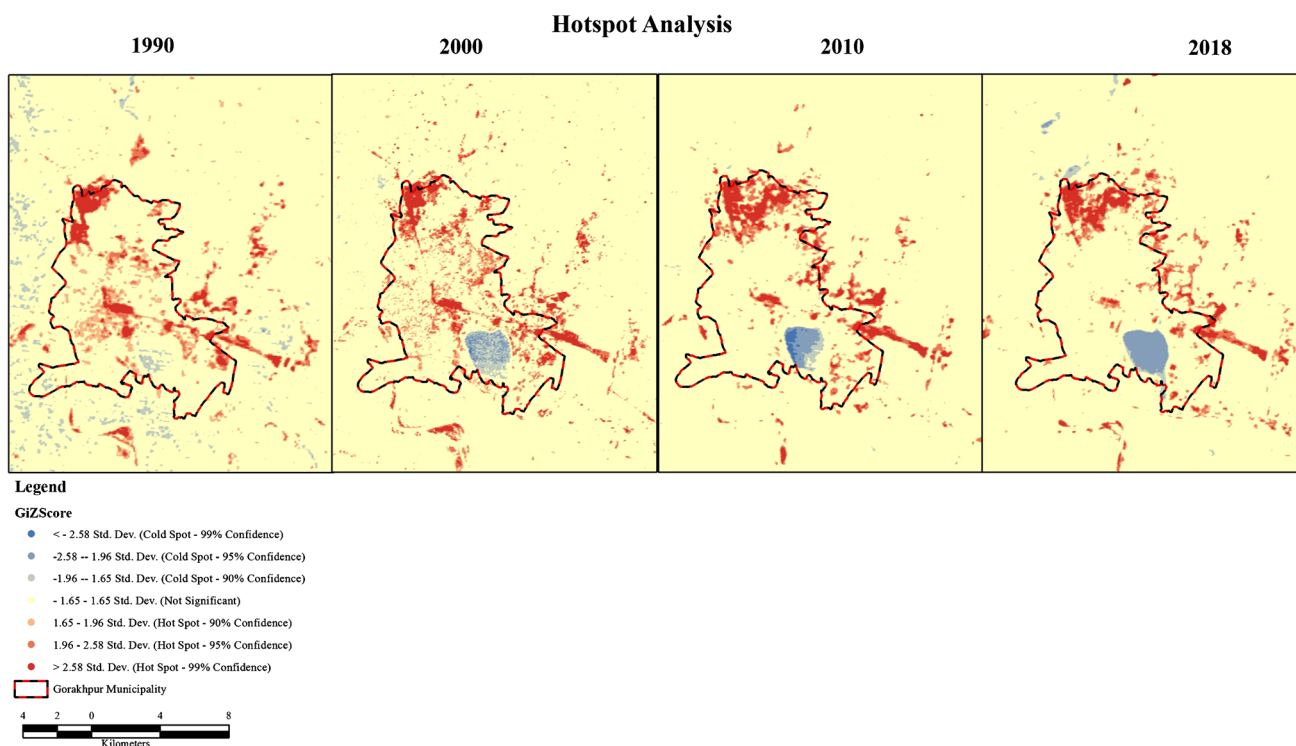 Hotspot Analysis
1990 2000 2010 2018
Legend
GiZScore
< - 2.58 Std. Dev. (Cold Spot - 99% Confidence)
-2.58 -- 1.96 Std. Dev. (Cold Spot - 95% Confidence)
-1.96 -- 1.65 Std. Dev. (Cold Spot - 90% Confidence)
- 1.65 - 1.65 Std. Dev. (Not Significant)
1.65 - 1.96 Std. Dev. (Hot Spot - 90% Confidence)
1.96 - 2.58 Std. Dev. (Hot Spot - 95% Confidence)
> 2.58 Std. Dev. (Hot Spot - 99% Confidence)
Gorakhpur Municipality
4 2 0 4 8
Kilometers